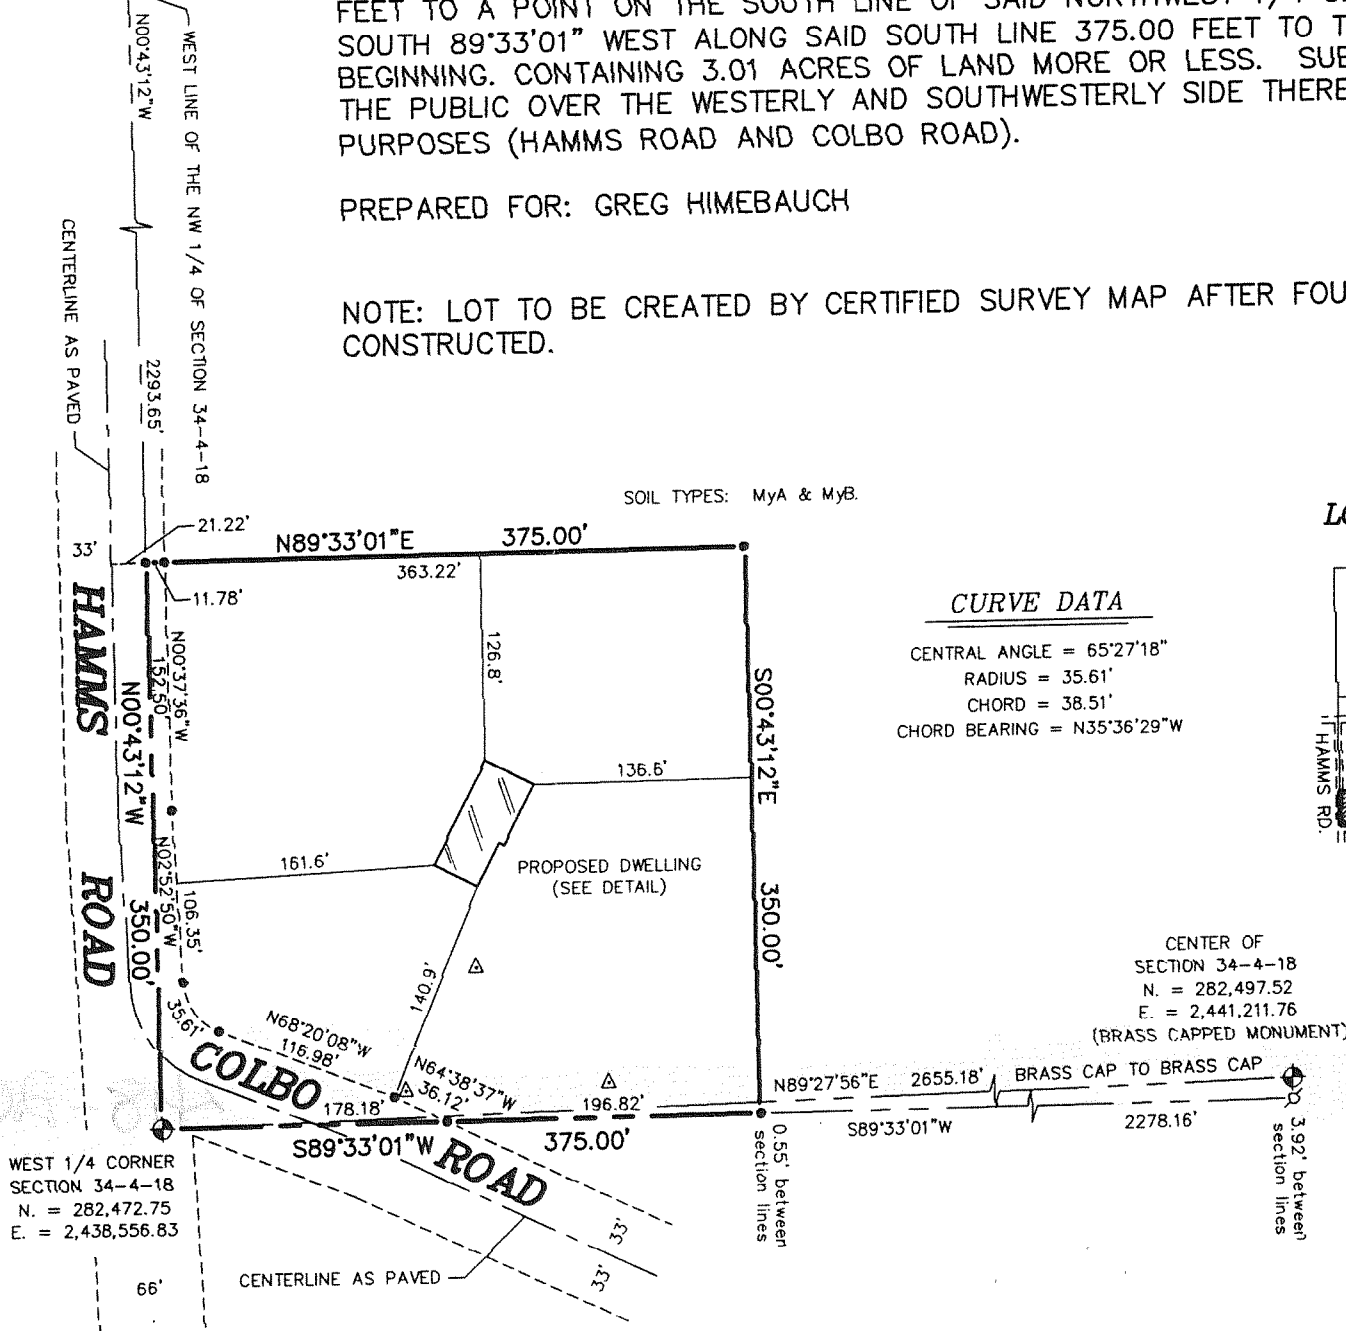 FEET TO A POINT ON THE SOUTH LINE OF SAID NORTHWEST 1/4
SOUTH 89°33'01" WEST ALONG SAID SOUTH LINE 375.00 FEET TO
BEGINNING. CONTAINING 3.01 ACRES OF LAND MORE OR LESS.
THE PUBLIC OVER THE WESTERLY AND SOUTHWESTERLY SIDE
PURPOSES (HAMMS ROAD AND COLBO ROAD).
PREPARED FOR: GREG HIMEBAUCH
NOTE: LOT TO BE CREATED BY CERTIFIED SURVEY MAP AFTER
CONSTRUCTED.
N00°43'12"W
WEST LINE OF THE NW 1/4 OF SECTION 34-4-18
CENTERLINE AS PAVED
2293.65'
SOIL TYPES: MyA & MyB.
21.22'
33'
N89°33'01"E 375.00'
363.22'
11.78'
HAMMS ROAD
N00°37'36"W
152.50'
N00°43'12"W 350.00'
126.8'
S00°43'12"E 350.00'
136.6'
CURVE DATA
CENTRAL ANGLE = 65°27'18"
RADIUS = 35.61'
CHORD = 38.51'
CHORD BEARING = N35°36'29"W
HAMMS RD.
161.6'
PROPOSED DWELLING
(SEE DETAIL)
N02°52'50"W
106.35'
140.9'
35.61'
CENTER OF
SECTION 34-4-18
N. = 282,497.52
E. = 2,441,211.76
(BRASS CAPPED MONUMENT)
N68°20'08"W
116.98'
COLBO ROAD
N64°38'37"W
36.12'
N89°27'56"E 2655.18' BRASS CAP TO BRASS CAP
178.18'
196.82'
S89°33'01"W 375.00'
S89°33'01"W
2278.16'
0.55' between
section lines
3.92' between
section lines
WEST 1/4 CORNER
SECTION 34-4-18
N. = 282,472.75
E. = 2,438,556.83
33'
33'
CENTERLINE AS PAVED
66'